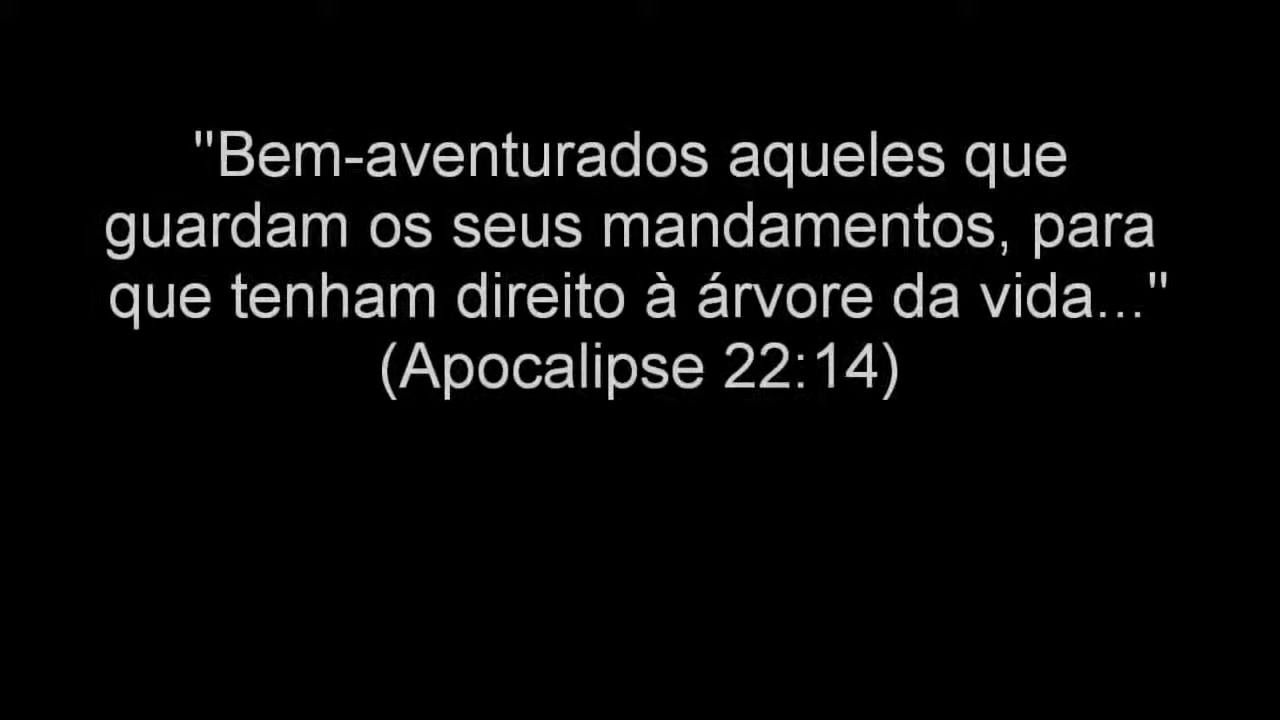 "Bem-aventurados aqueles que
guardam os seus mandamentos, para
que tenham direito à árvore da vida..."
(Apocalipse 22:14)